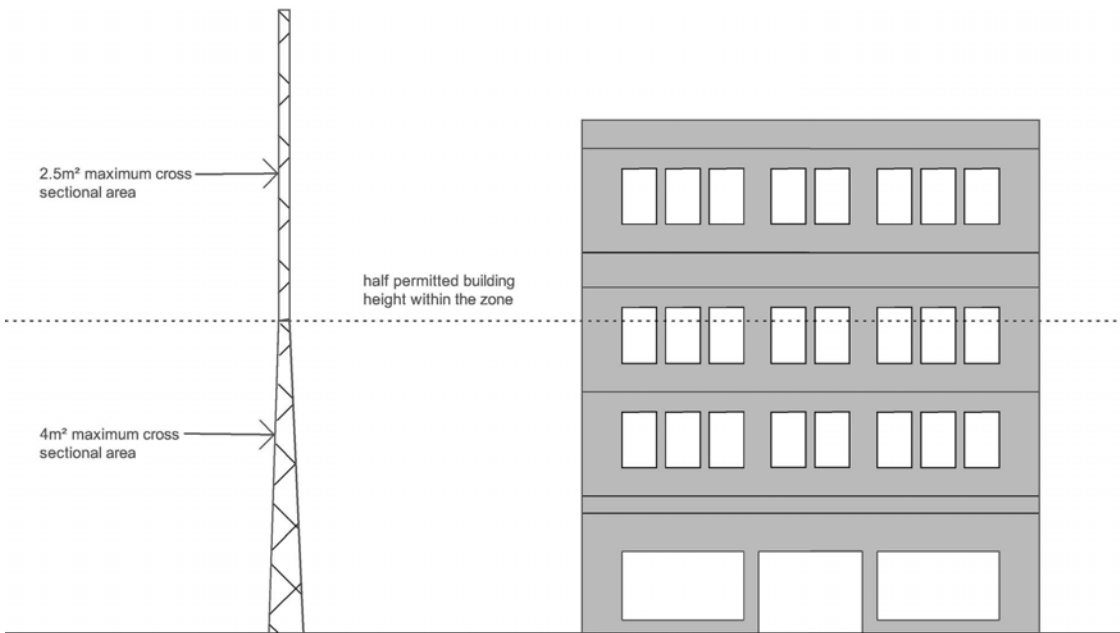 2.5m² maximum cross
sectional area
half permitted building
height within the zone
4m² maximum cross
sectional area